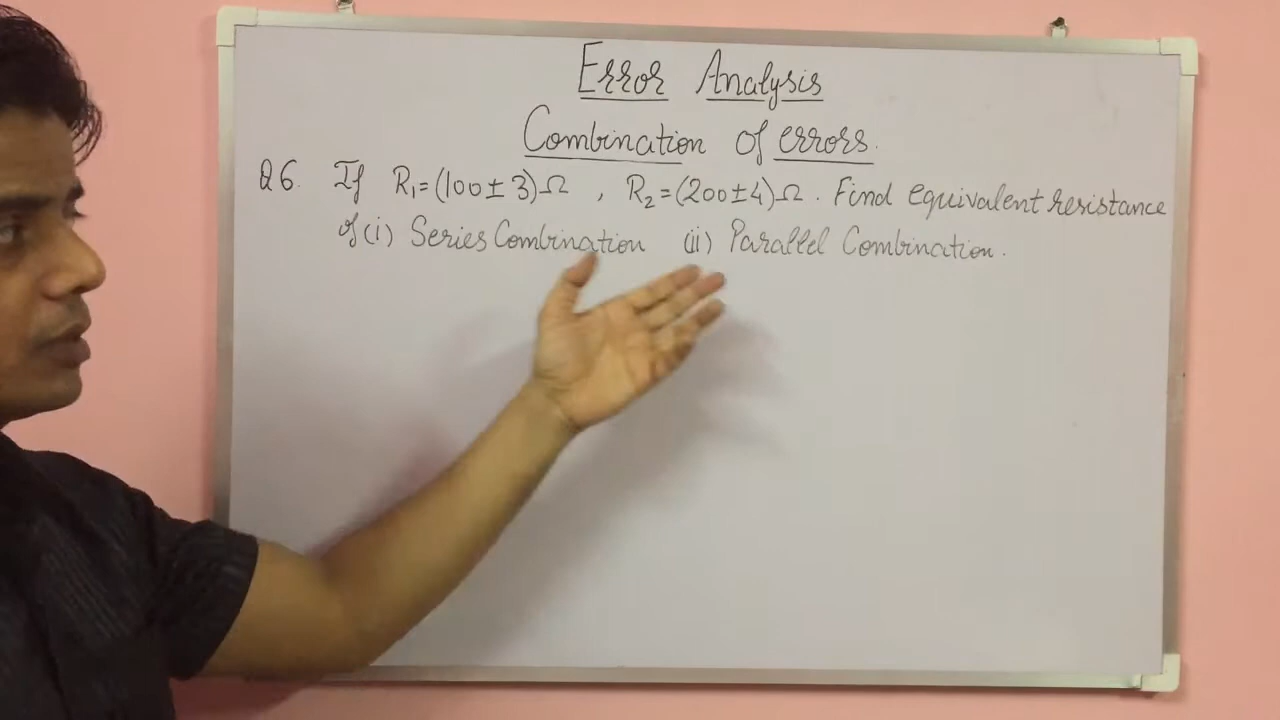 Error Analysis
Combination of errors.
Q6. If R₁=(100±3)Ω , R₂=(200±4)Ω. Find equivalent resistance
of (i) Series Combination (ii) Parallel Combination.